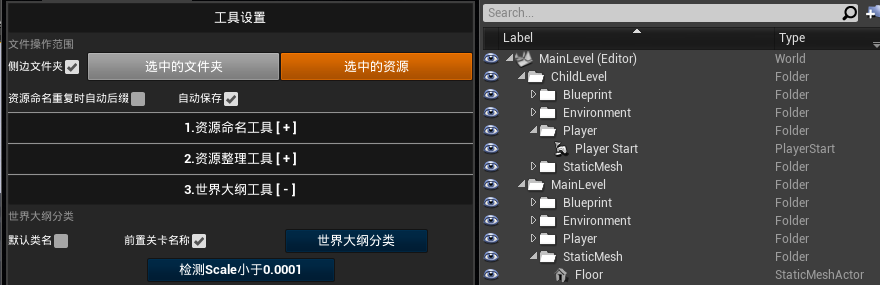 工具设置
文件操作范围
侧边文件夹 选中的文件夹 选中的资源
资源命名重复时自动后缀 自动保存
1.资源命名工具 [ + ]
2.资源整理工具 [ + ]
3.世界大纲工具 [ - ]
世界大纲分类
默认类名 前置关卡名称 世界大纲分类
检测Scale小于0.0001
Search...
Label Type
MainLevel (Editor) World
ChildLevel Folder
Blueprint Folder
Environment Folder
Player Folder
Player Start PlayerStart
StaticMesh Folder
MainLevel Folder
Blueprint Folder
Environment Folder
Player Folder
StaticMesh Folder
Floor StaticMeshActor